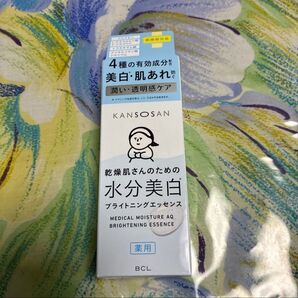 4種の有効成分配合
美白・肌あれ防止
潤い・透明感ケア
KANSOSAN
乾燥肌さんのための
水分美白
ブライトニングエッセンス
MEDICAL MOISTURE AQ
BRIGHTENING ESSENCE
薬用
BCL